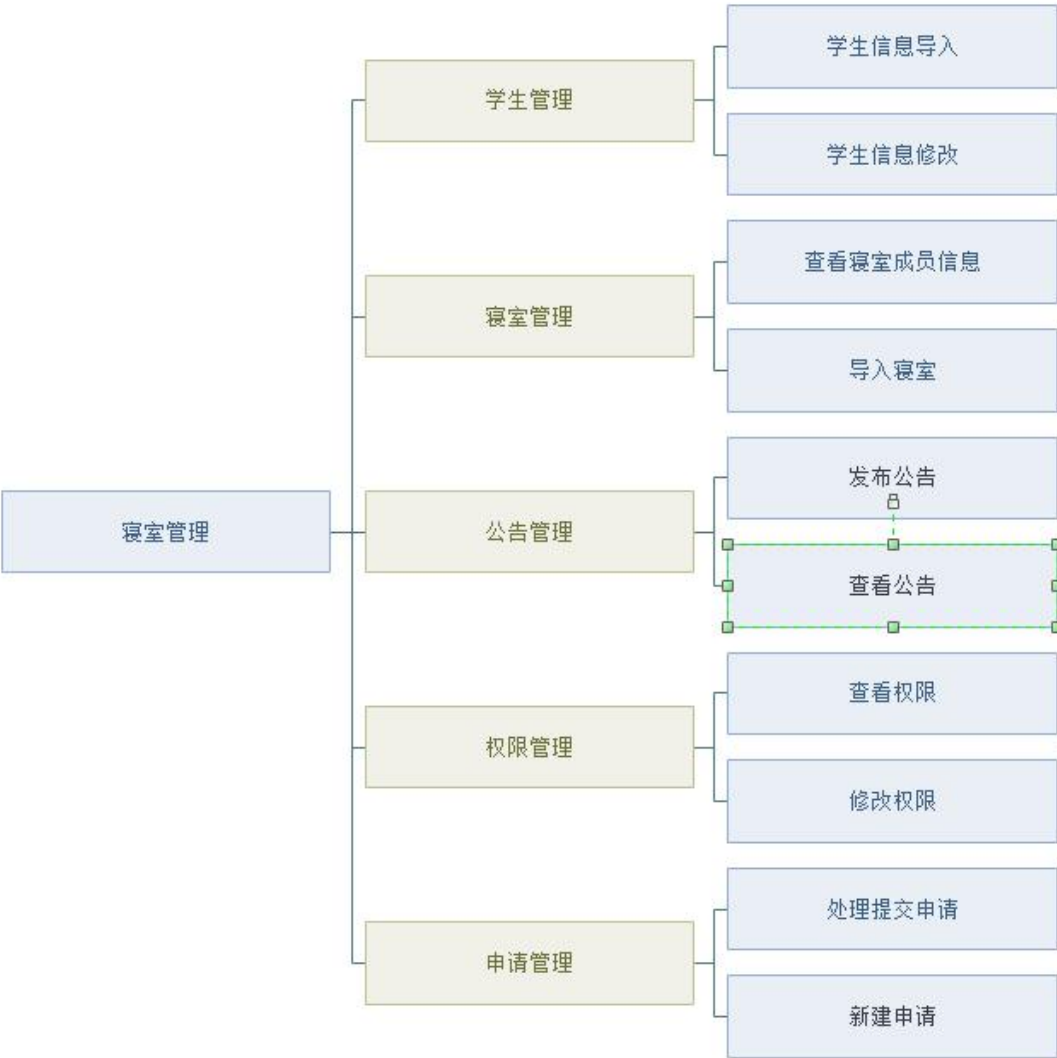 学生信息导入
学生管理
学生信息修改
查看寝室成员信息
寝室管理
导入寝室
发布公告
寝室管理
公告管理
查看公告
查看权限
权限管理
修改权限
处理提交申请
申请管理
新建申请